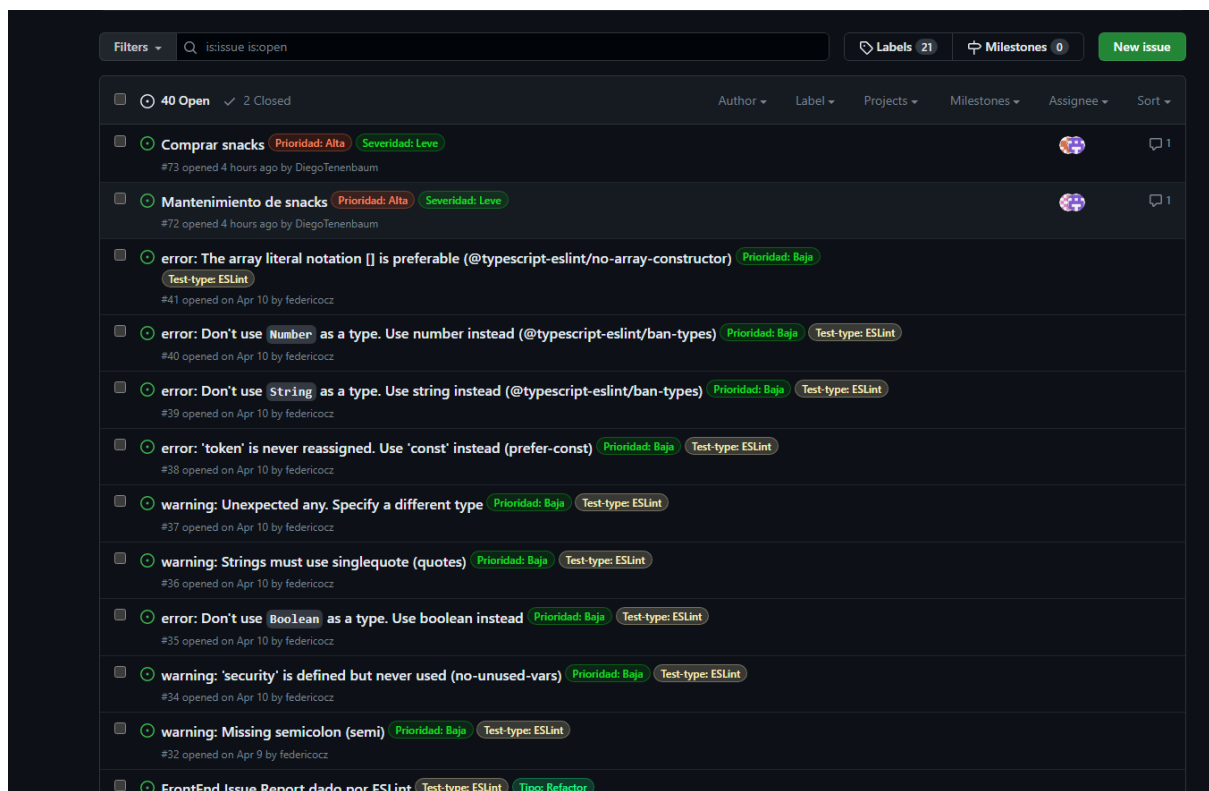 Filters is:issue is:open Labels 21 Milestones 0 New issue
40 Open 2 Closed Author Label Projects Milestones Assignee Sort
Comprar snacks Prioridad: Alta Severidad: Leve 1
#73 opened 4 hours ago by DiegoTenenbaum
Mantenimiento de snacks Prioridad: Alta Severidad: Leve 1
#72 opened 4 hours ago by DiegoTenenbaum
error: The array literal notation [] is preferable (@typescript-eslint/no-array-constructor) Prioridad: Baja
Test-type: ESLint
#41 opened on Apr 10 by federicocz
error: Don't use Number as a type. Use number instead (@typescript-eslint/ban-types) Prioridad: Baja Test-type: ESLint
#40 opened on Apr 10 by federicocz
error: Don't use String as a type. Use string instead (@typescript-eslint/ban-types) Prioridad: Baja Test-type: ESLint
#39 opened on Apr 10 by federicocz
error: 'token' is never reassigned. Use 'const' instead (prefer-const) Prioridad: Baja Test-type: ESLint
#38 opened on Apr 10 by federicocz
warning: Unexpected any. Specify a different type Prioridad: Baja Test-type: ESLint
#37 opened on Apr 10 by federicocz
warning: Strings must use singlequote (quotes) Prioridad: Baja Test-type: ESLint
#36 opened on Apr 10 by federicocz
error: Don't use Boolean as a type. Use boolean instead Prioridad: Baja Test-type: ESLint
#35 opened on Apr 10 by federicocz
warning: 'security' is defined but never used (no-unused-vars) Prioridad: Baja Test-type: ESLint
#34 opened on Apr 10 by federicocz
warning: Missing semicolon (semi) Prioridad: Baja Test-type: ESLint
#32 opened on Apr 9 by federicocz
FrontEnd Issue Report dado por ESLint Test-type: ESLint Tipo: Refactor